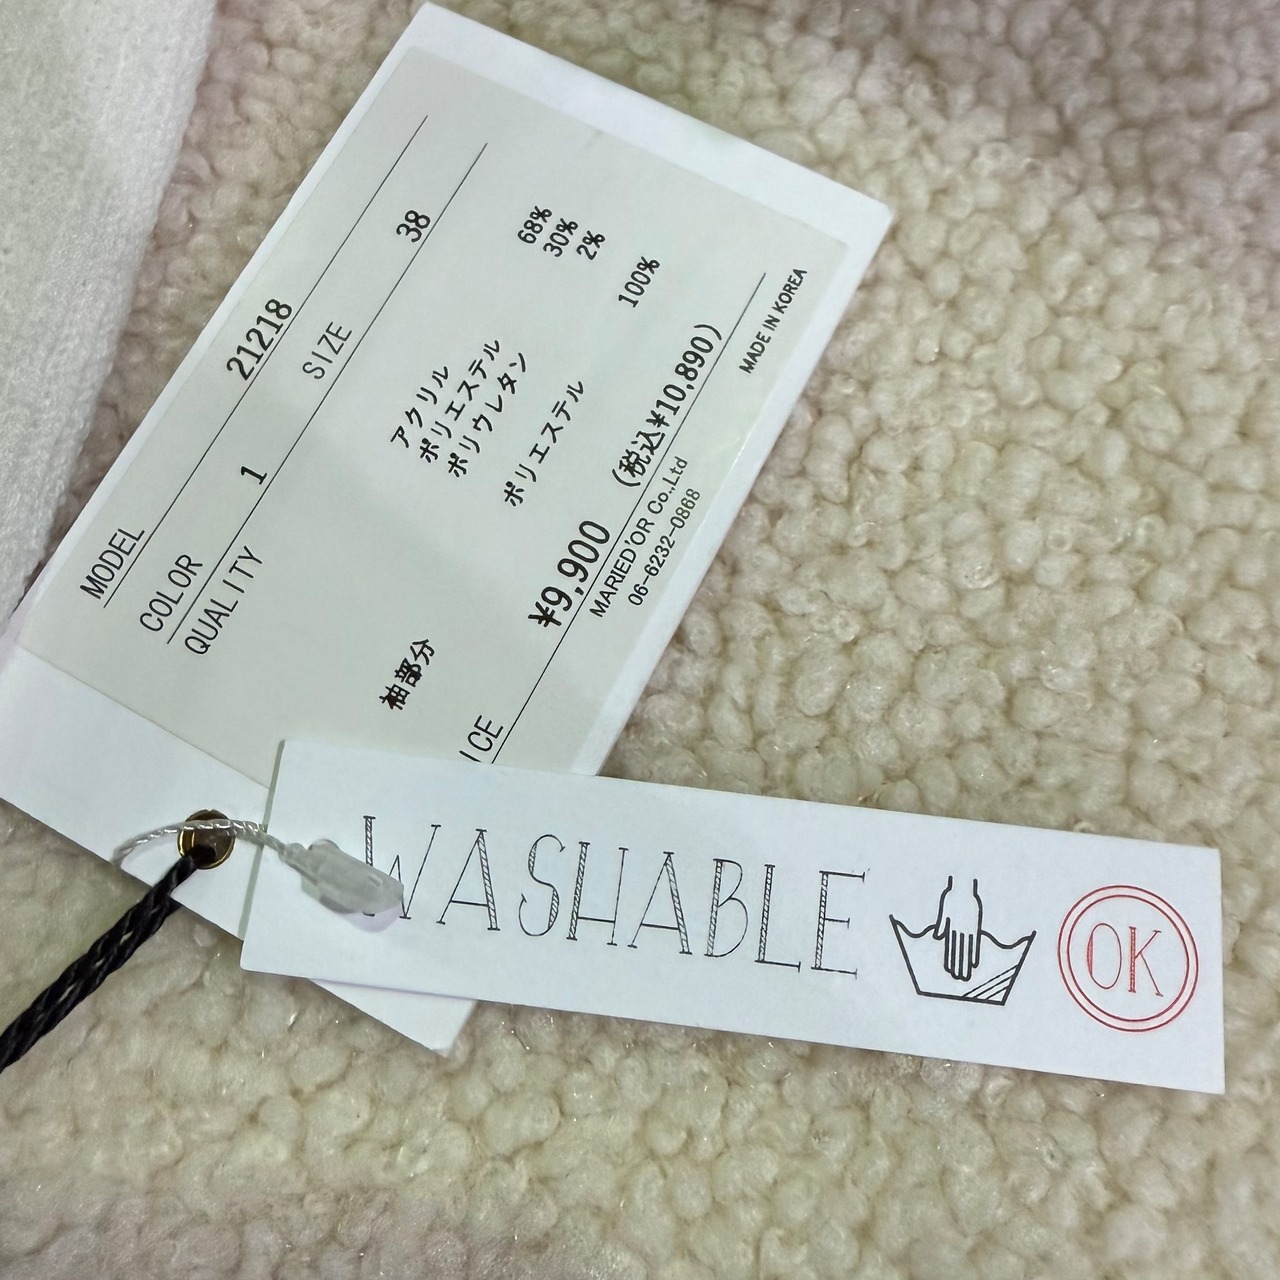 MODEL 21218
COLOR 1 SIZE 38
QUALITY
アクリル 68%
ポリエステル 30%
ポリウレタン 2%
袖部分 ポリエステル 100%
ICE ¥9,900 (税込¥10,890)
MARIED'OR Co.,Ltd MADE IN KOREA
06-6232-0868
WASHABLE OK